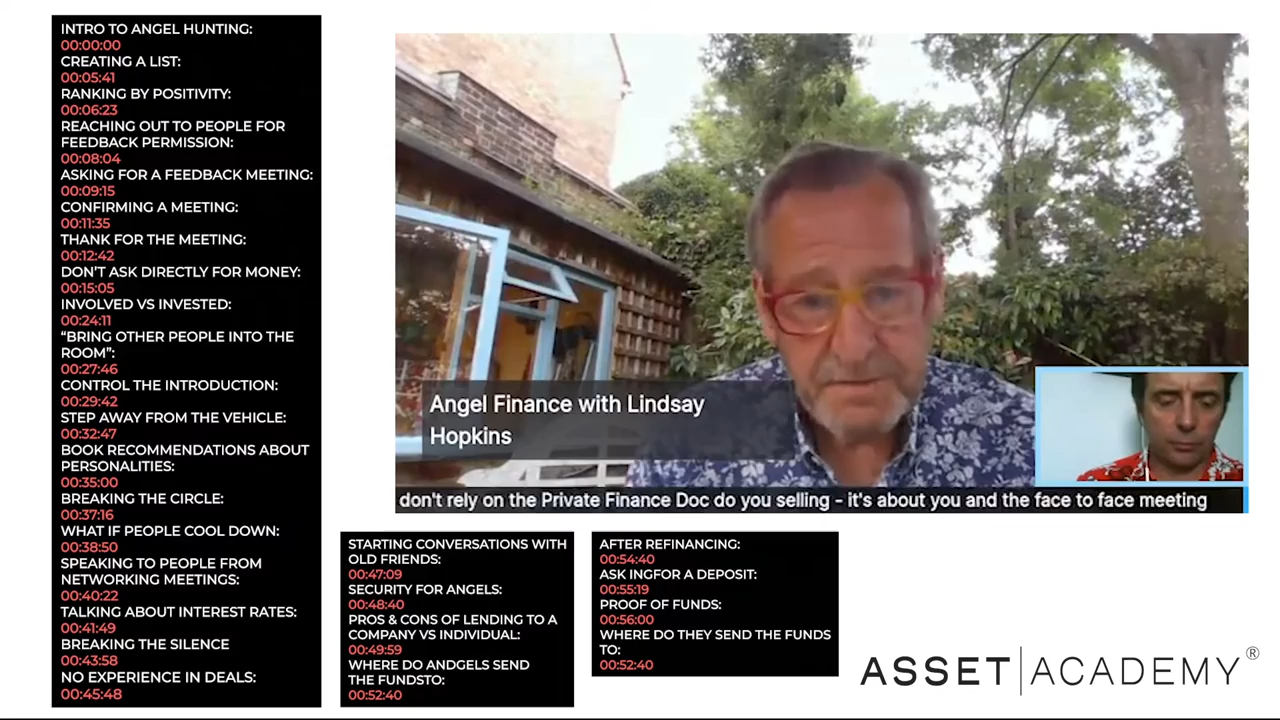 INTRO TO ANGEL HUNTING:
00:00:00
CREATING A LIST:
00:05:41
RANKING BY POSITIVITY:
00:06:23
REACHING OUT TO PEOPLE FOR
FEEDBACK PERMISSION:
00:08:04
ASKING FOR A FEEDBACK MEETING:
00:09:15
CONFIRMING A MEETING:
00:11:35
THANK FOR THE MEETING:
00:12:42
DON'T ASK DIRECTLY FOR MONEY:
00:15:05
INVOLVED VS INVESTED:
00:24:11
“BRING OTHER PEOPLE INTO THE
ROOM”:
00:27:46
CONTROL THE INTRODUCTION:
00:29:42
STEP AWAY FROM THE VEHICLE:
00:32:47
BOOK RECOMMENDATIONS ABOUT
PERSONALITIES:
00:35:00
BREAKING THE CIRCLE:
00:37:16
WHAT IF PEOPLE COOL DOWN:
00:38:50
SPEAKING TO PEOPLE FROM
NETWORKING MEETINGS:
00:40:22
TALKING ABOUT INTEREST RATES:
00:41:49
BREAKING THE SILENCE
00:43:58
NO EXPERIENCE IN DEALS:
00:45:48
Angel Finance with Lindsay
Hopkins
don't rely on the Private Finance Doc do you selling - it's about you and the face to face meeting
STARTING CONVERSATIONS WITH
OLD FRIENDS:
00:47:09
SECURITY FOR ANGELS:
00:48:40
PROS & CONS OF LENDING TO A
COMPANY VS INDIVIDUAL:
00:49:59
WHERE DO ANDGELS SEND
THE FUNDSTO:
00:52:40
AFTER REFINANCING:
00:54:40
ASK INGFOR A DEPOSIT:
00:55:19
PROOF OF FUNDS:
00:56:00
WHERE DO THEY SEND THE FUNDS
TO:
00:52:40
ASSET|ACADEMY®